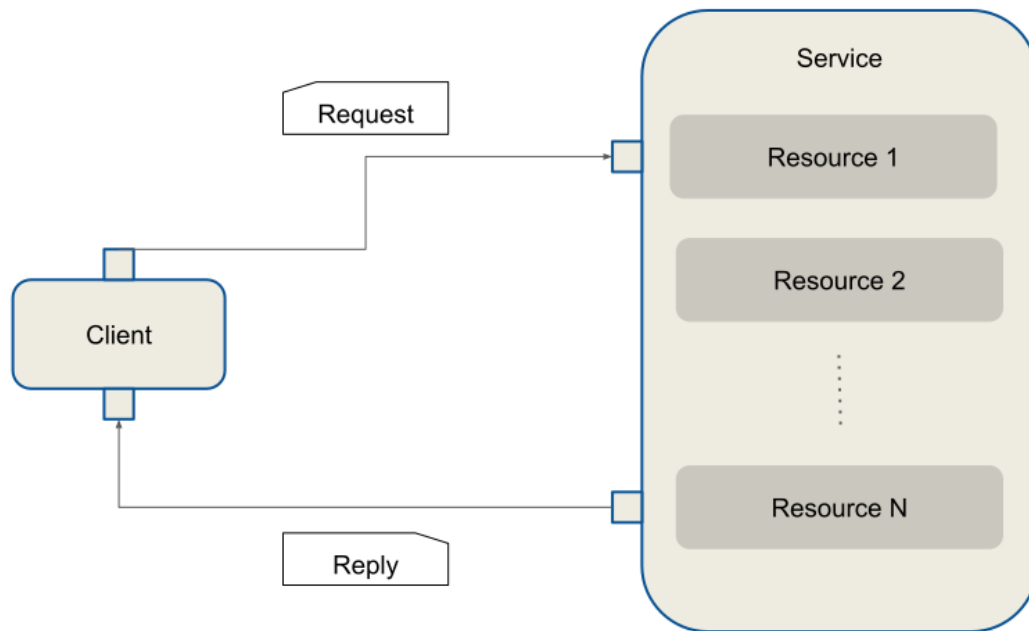 Service
Request
Resource 1
Resource 2
Client
Resource N
Reply